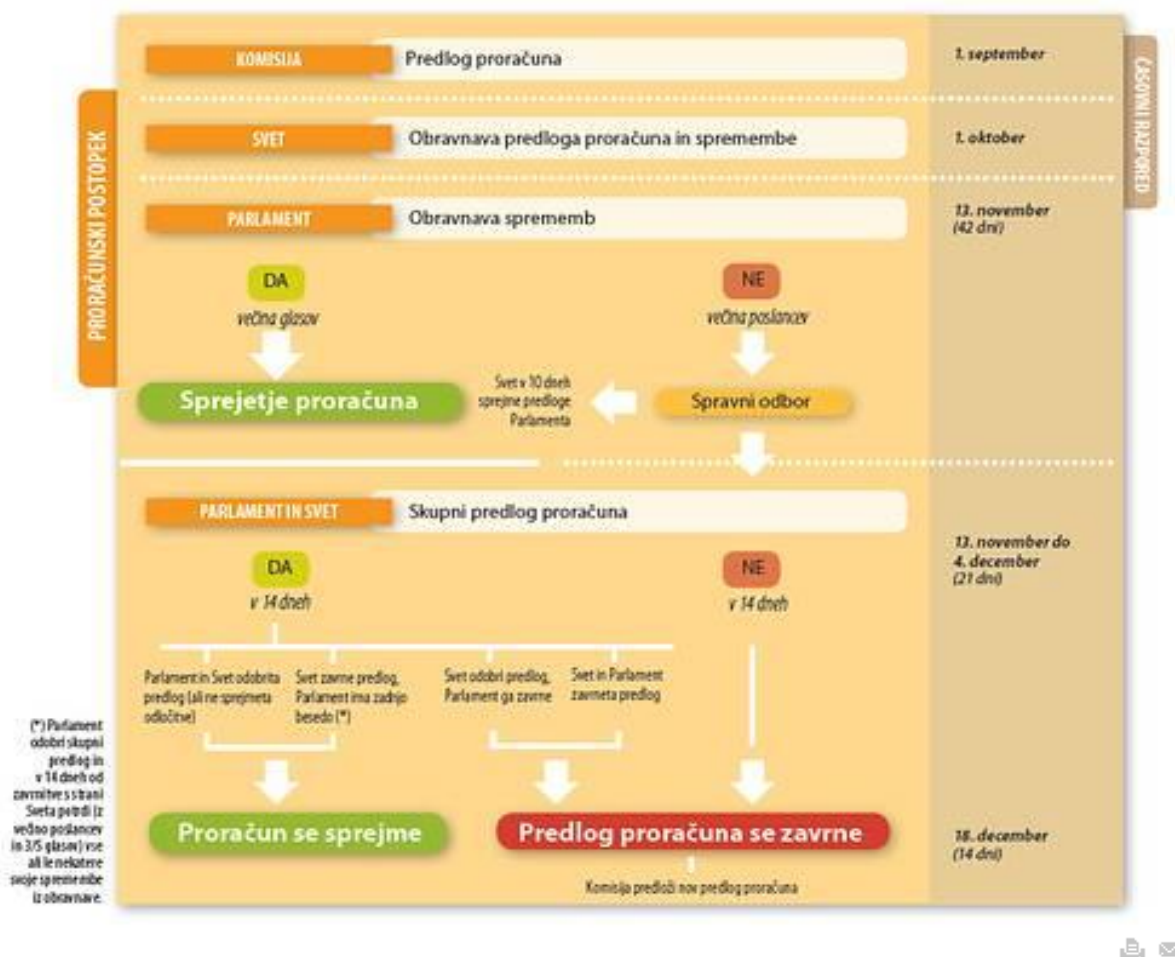 PRORAČUNSKI POSTOPEK
ČASOVNI RAZPORED
KOMISIJA
Predlog proračuna
1. september
SVET
Obravnava predloga proračuna in spremembe
1. oktober
PARLAMENT
Obravnava sprememb
13. november
(42 dni)
DA
večina glasov
NE
večina poslancev
Sprejetje proračuna
Svet v 10 dneh
sprejme predloge
Parlamenta
Spravni odbor
PARLAMENT IN SVET
Skupni predlog proračuna
13. november do
4. december
(21 dni)
DA
v 14 dneh
NE
v 14 dneh
Parlament in Svet odobrita
predlog (ali ne sprejmeta
odločitve)
Svet zavrne predlog,
Parlament ima zadnjo
besedo (*)
Svet odobri predlog,
Parlament ga zavrne
Svet in Parlament
zavrneta predlog
(*) Parlament
odobri skupni
predlog in
v 14 dneh od
zavrnitve s strani
Sveta potrdi (z
večino poslancev
in 3/5 glasov) vse
ali le nekatere
svoje spremembe
iz obravnave.
Proračun se sprejme
Predlog proračuna se zavrne
18. december
(14 dni)
Komisija predloži nov predlog proračuna